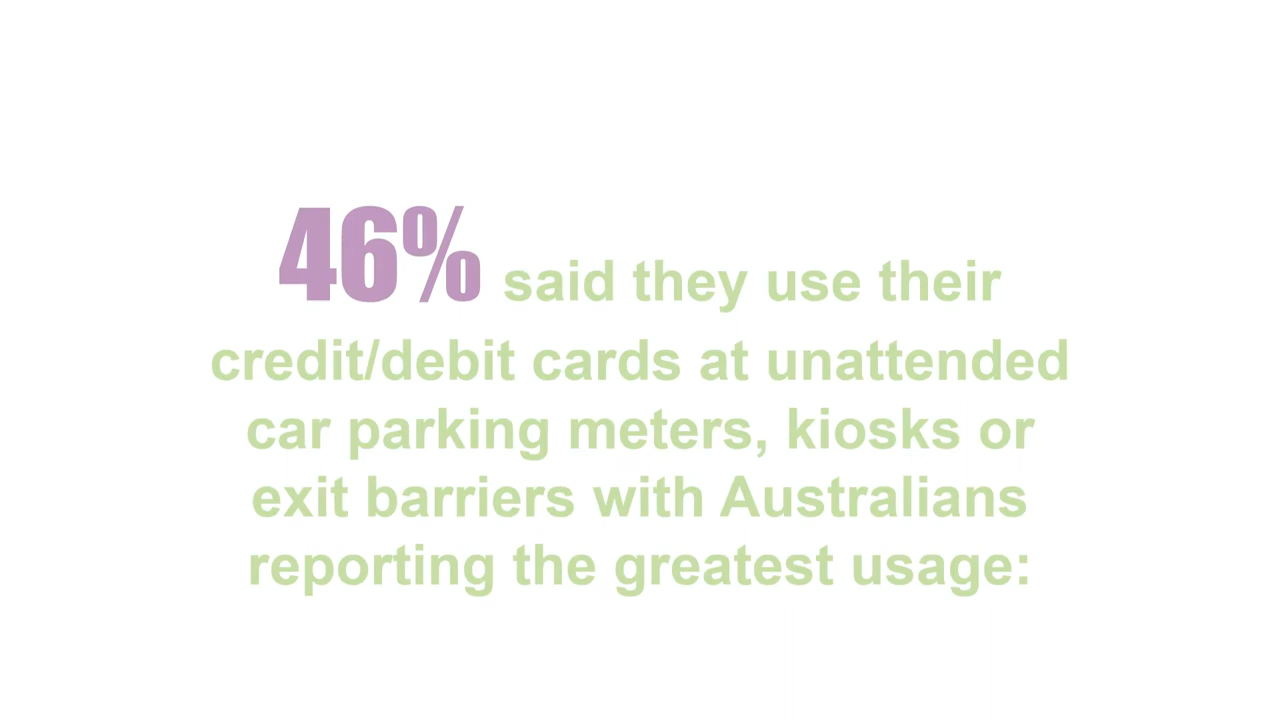 46% said they use their
credit/debit cards at unattended
car parking meters, kiosks or
exit barriers with Australians
reporting the greatest usage: